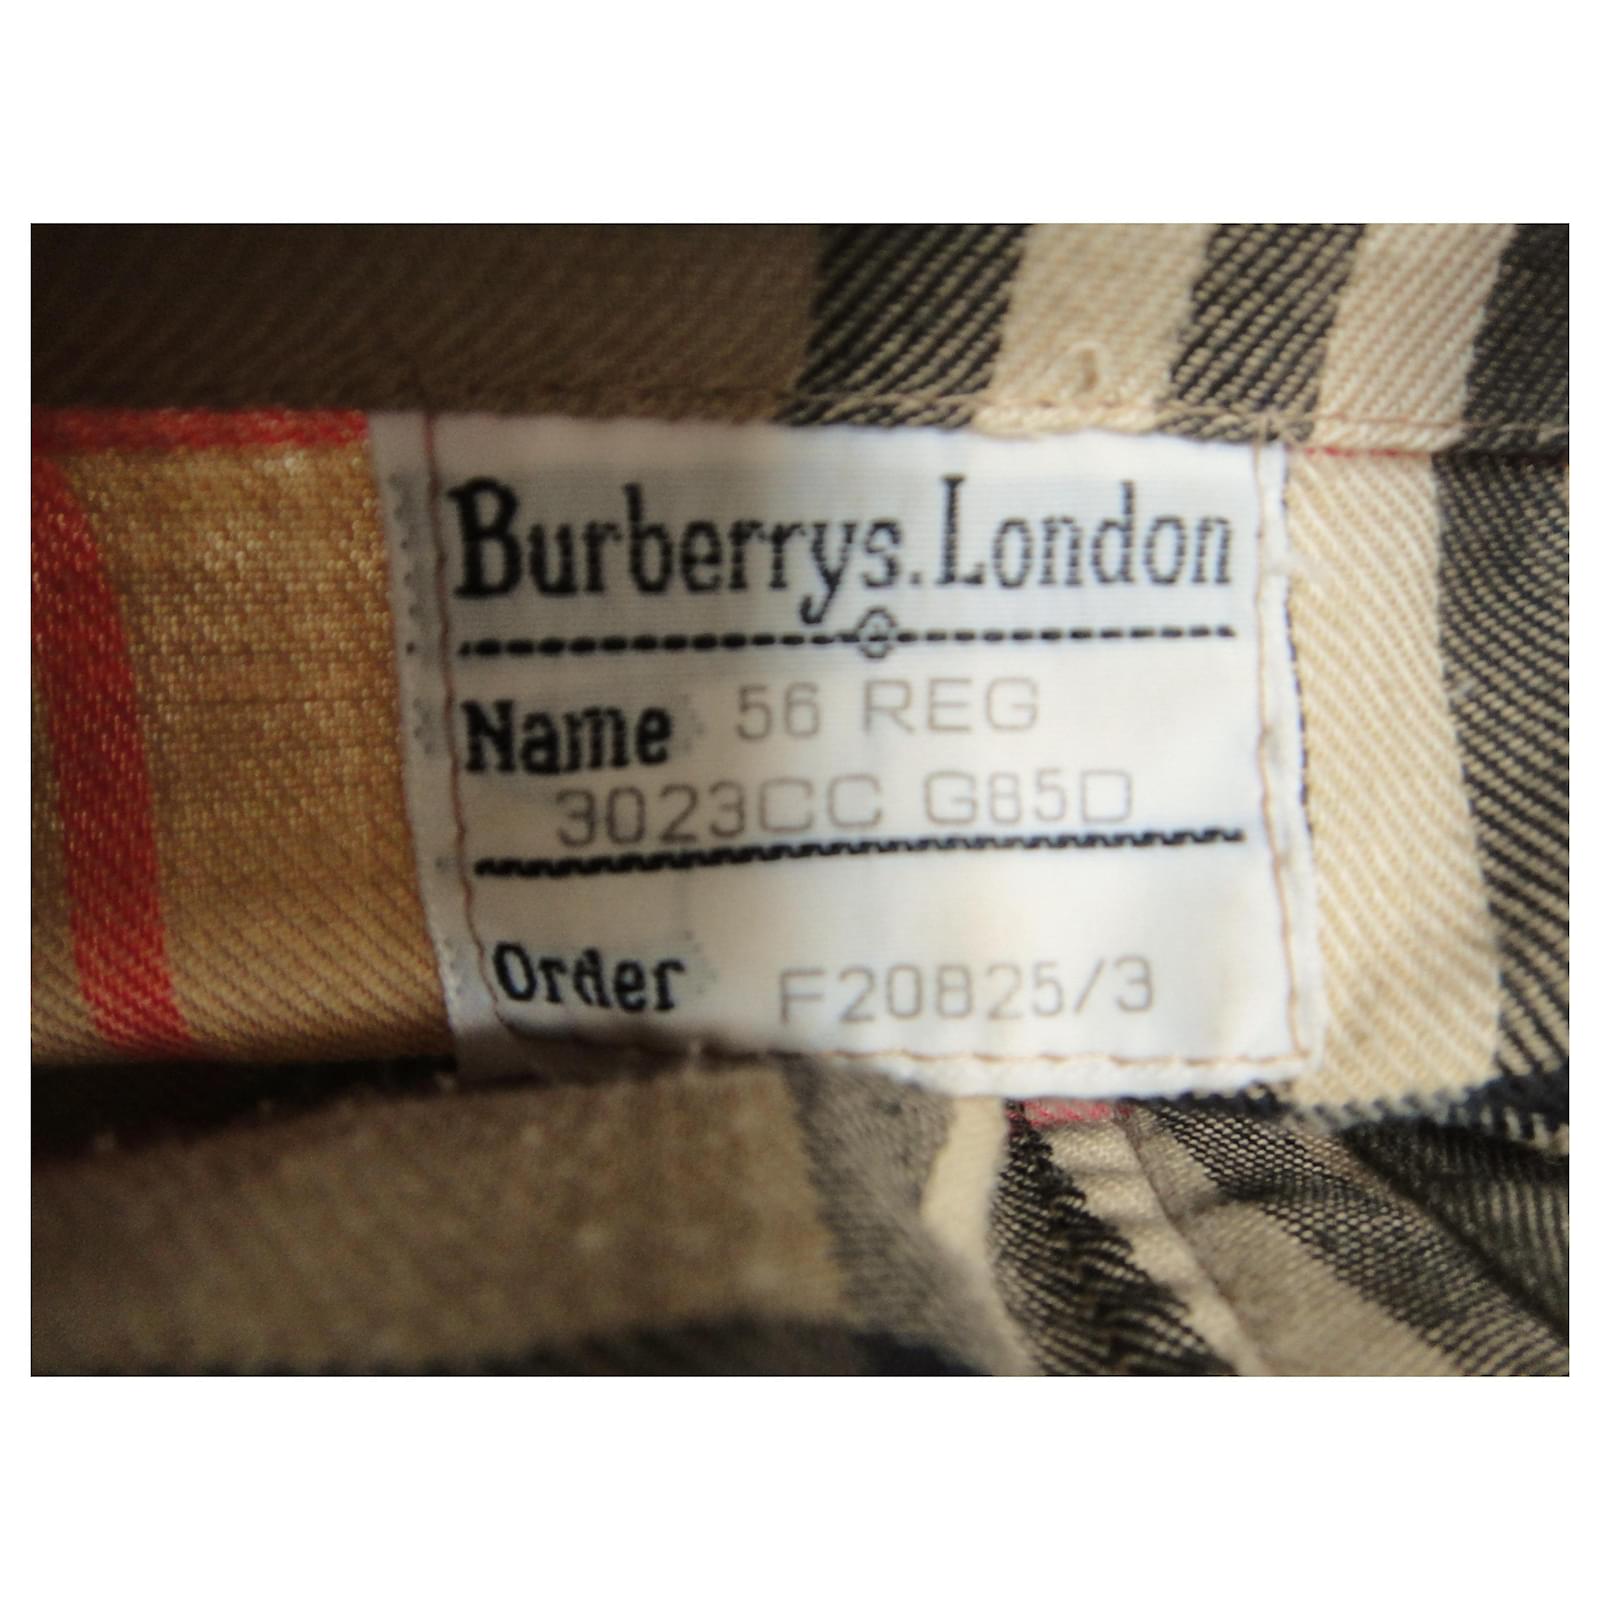 Burberrys. London
Name 56 REG
3023CC G85D
Order F20825/3